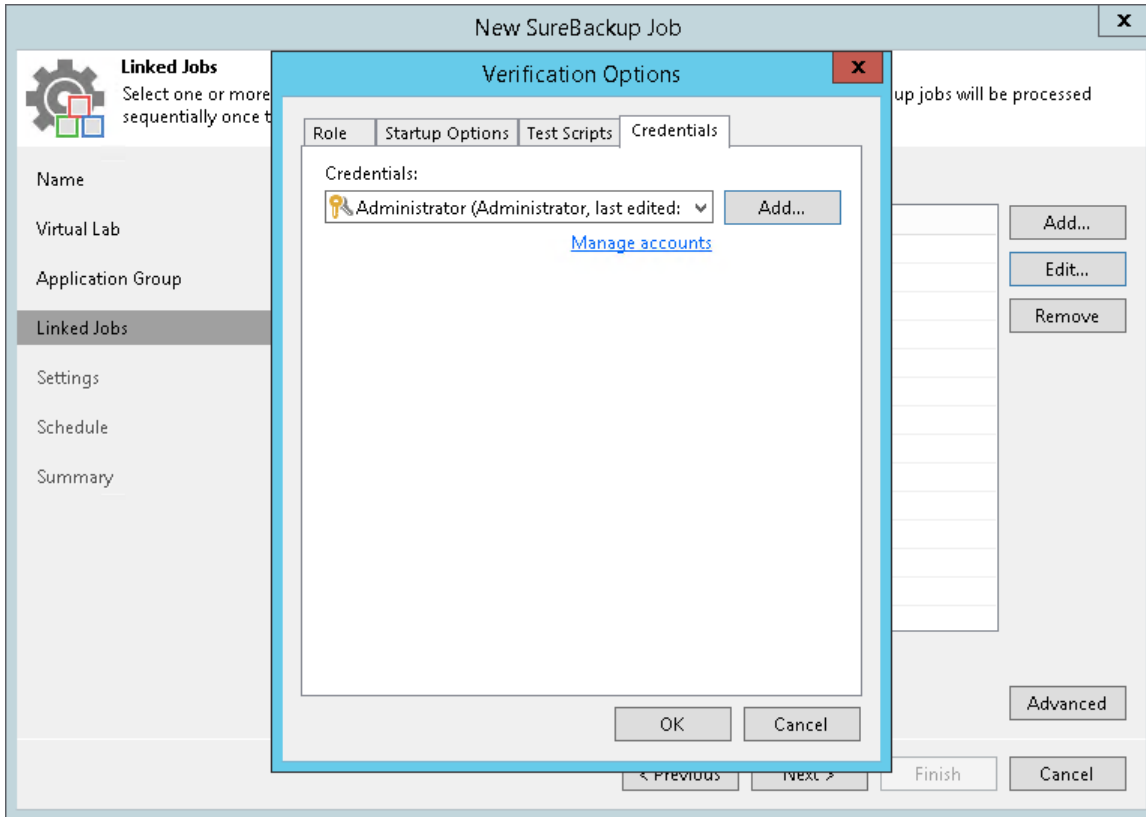 New SureBackup Job
x
Linked Jobs
Select one or more
up jobs will be processed
sequentially once t
Name
Virtual Lab
Application Group
Linked Jobs
Settings
Schedule
Summary
Verification Options
x
Role
Startup Options
Test Scripts
Credentials
Credentials:
Administrator (Administrator, last edited:
Add...
Manage accounts
OK
Cancel
Add...
Edit...
Remove
Advanced
< Previous
Next >
Finish
Cancel